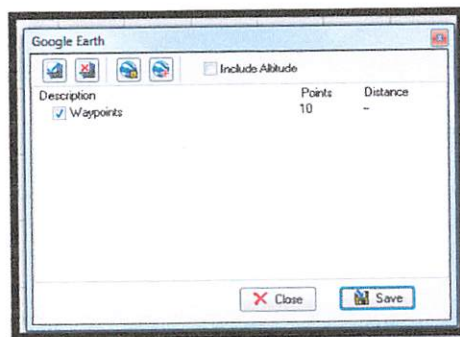 Google Earth
Include Altitude
Description Points Distance
Waypoints 10 --
Close Save